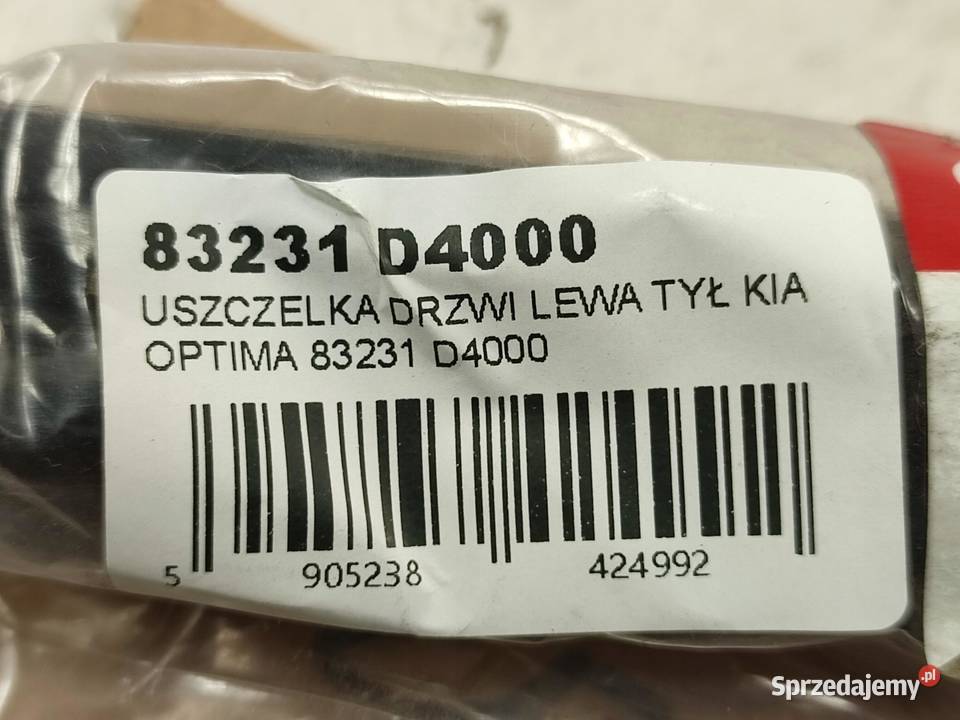 83231 D4000
USZCZELKA DRZWI LEWA TYŁ KIA
OPTIMA 83231 D4000
5 905238 424992
Sprzedajemy.pl